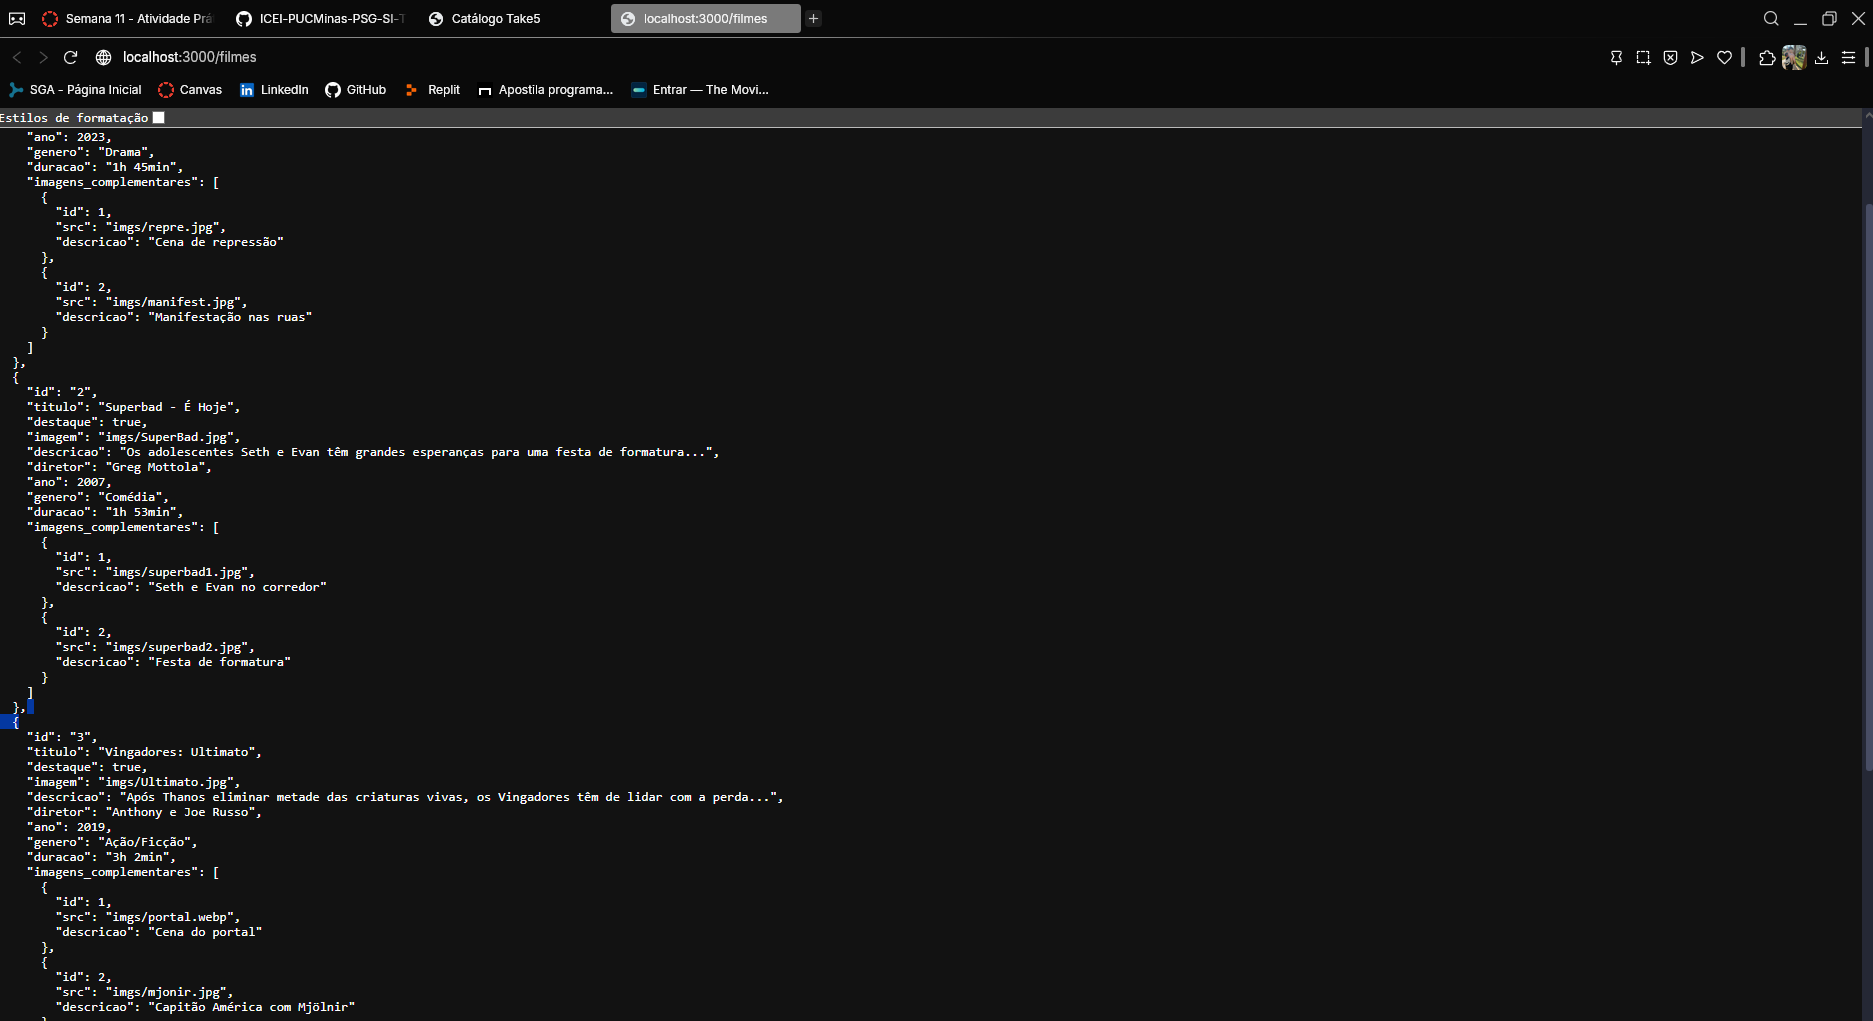 Semana 11 - Atividade Prá
ICEI-PUCMinas-PSG-SI-T
Catálogo Take5
localhost:3000/filmes
localhost:3000/filmes
SGA - Página Inicial
Canvas
LinkedIn
GitHub
Replit
Apostila programa...
Entrar — The Movi...
Estilos de formatação
"ano": 2023,
"genero": "Drama",
"duracao": "1h 45min",
"imagens_complementares": [
{
"id": 1,
"src": "imgs/repre.jpg",
"descricao": "Cena de repressão"
},
{
"id": 2,
"src": "imgs/manifest.jpg",
"descricao": "Manifestação nas ruas"
}
]
},
{
"id": "2",
"titulo": "Superbad - É Hoje",
"destaque": true,
"imagem": "imgs/SuperBad.jpg",
"descricao": "Os adolescentes Seth e Evan têm grandes esperanças para uma festa de formatura...",
"diretor": "Greg Mottola",
"ano": 2007,
"genero": "Comédia",
"duracao": "1h 53min",
"imagens_complementares": [
{
"id": 1,
"src": "imgs/superbad1.jpg",
"descricao": "Seth e Evan no corredor"
},
{
"id": 2,
"src": "imgs/superbad2.jpg",
"descricao": "Festa de formatura"
}
]
},
{
"id": "3",
"titulo": "Vingadores: Ultimato",
"destaque": true,
"imagem": "imgs/Ultimato.jpg",
"descricao": "Após Thanos eliminar metade das criaturas vivas, os Vingadores têm de lidar com a perda...",
"diretor": "Anthony e Joe Russo",
"ano": 2019,
"genero": "Ação/Ficção",
"duracao": "3h 2min",
"imagens_complementares": [
{
"id": 1,
"src": "imgs/portal.webp",
"descricao": "Cena do portal"
},
{
"id": 2,
"src": "imgs/mjonir.jpg",
"descricao": "Capitão América com Mjölnir"